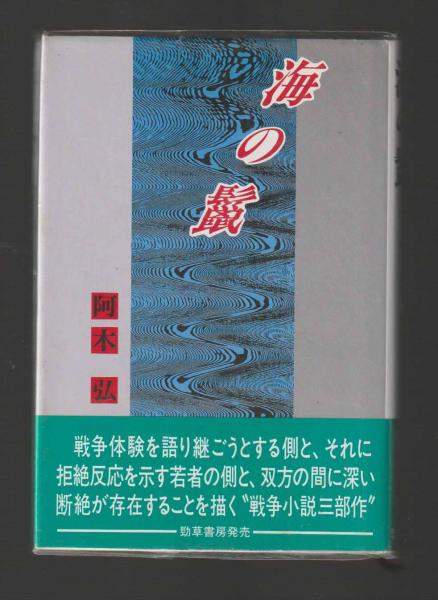 海の鬣
阿木弘
戦争体験を語り継ごうとする側と、それに
拒絶反応を示す若者の側と、双方の間に深い
断絶が存在することを描く〝戦争小説三部作〟
勁草書房発売